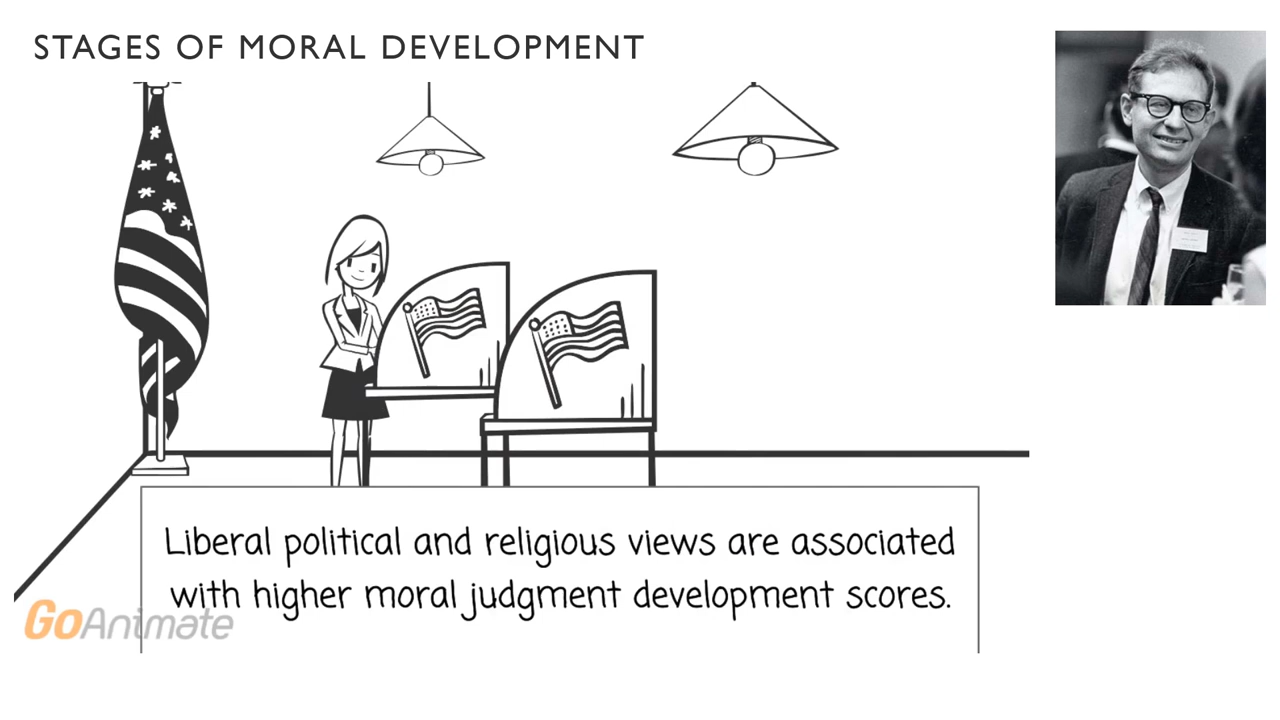 STAGES OF MORAL DEVELOPMENT
Liberal political and religious views are associated
with higher moral judgment development scores.
GoAnimate